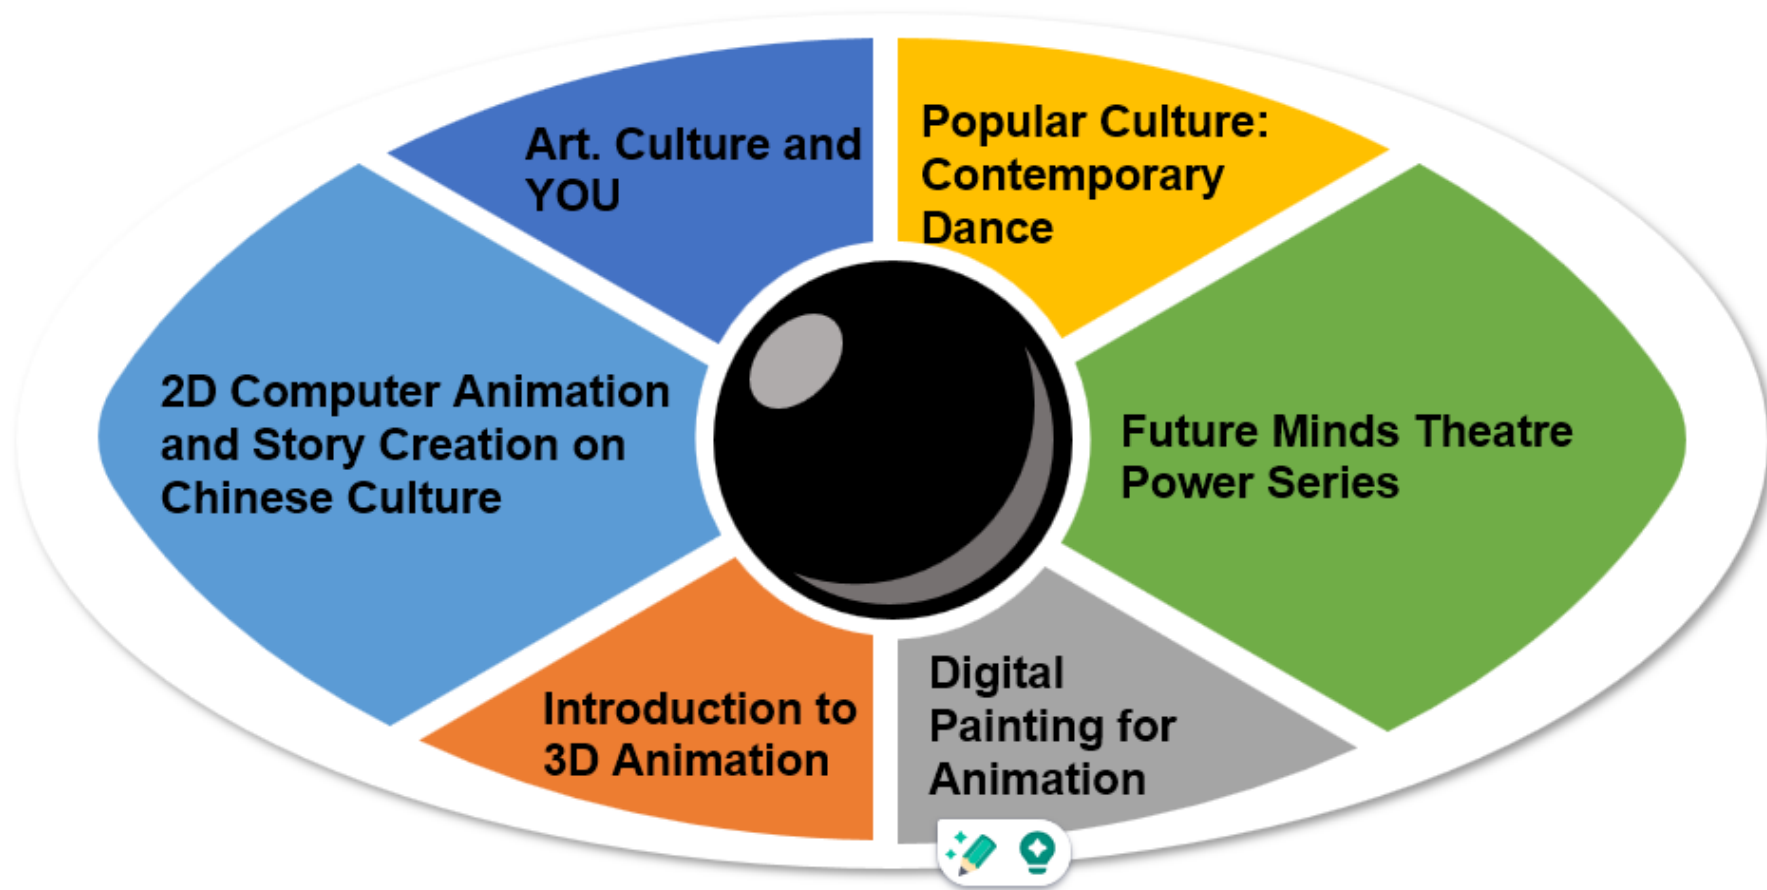 Art. Culture and
YOU
Popular Culture:
Contemporary
Dance
2D Computer Animation
and Story Creation on
Chinese Culture
Future Minds Theatre
Power Series
Introduction to
3D Animation
Digital
Painting for
Animation